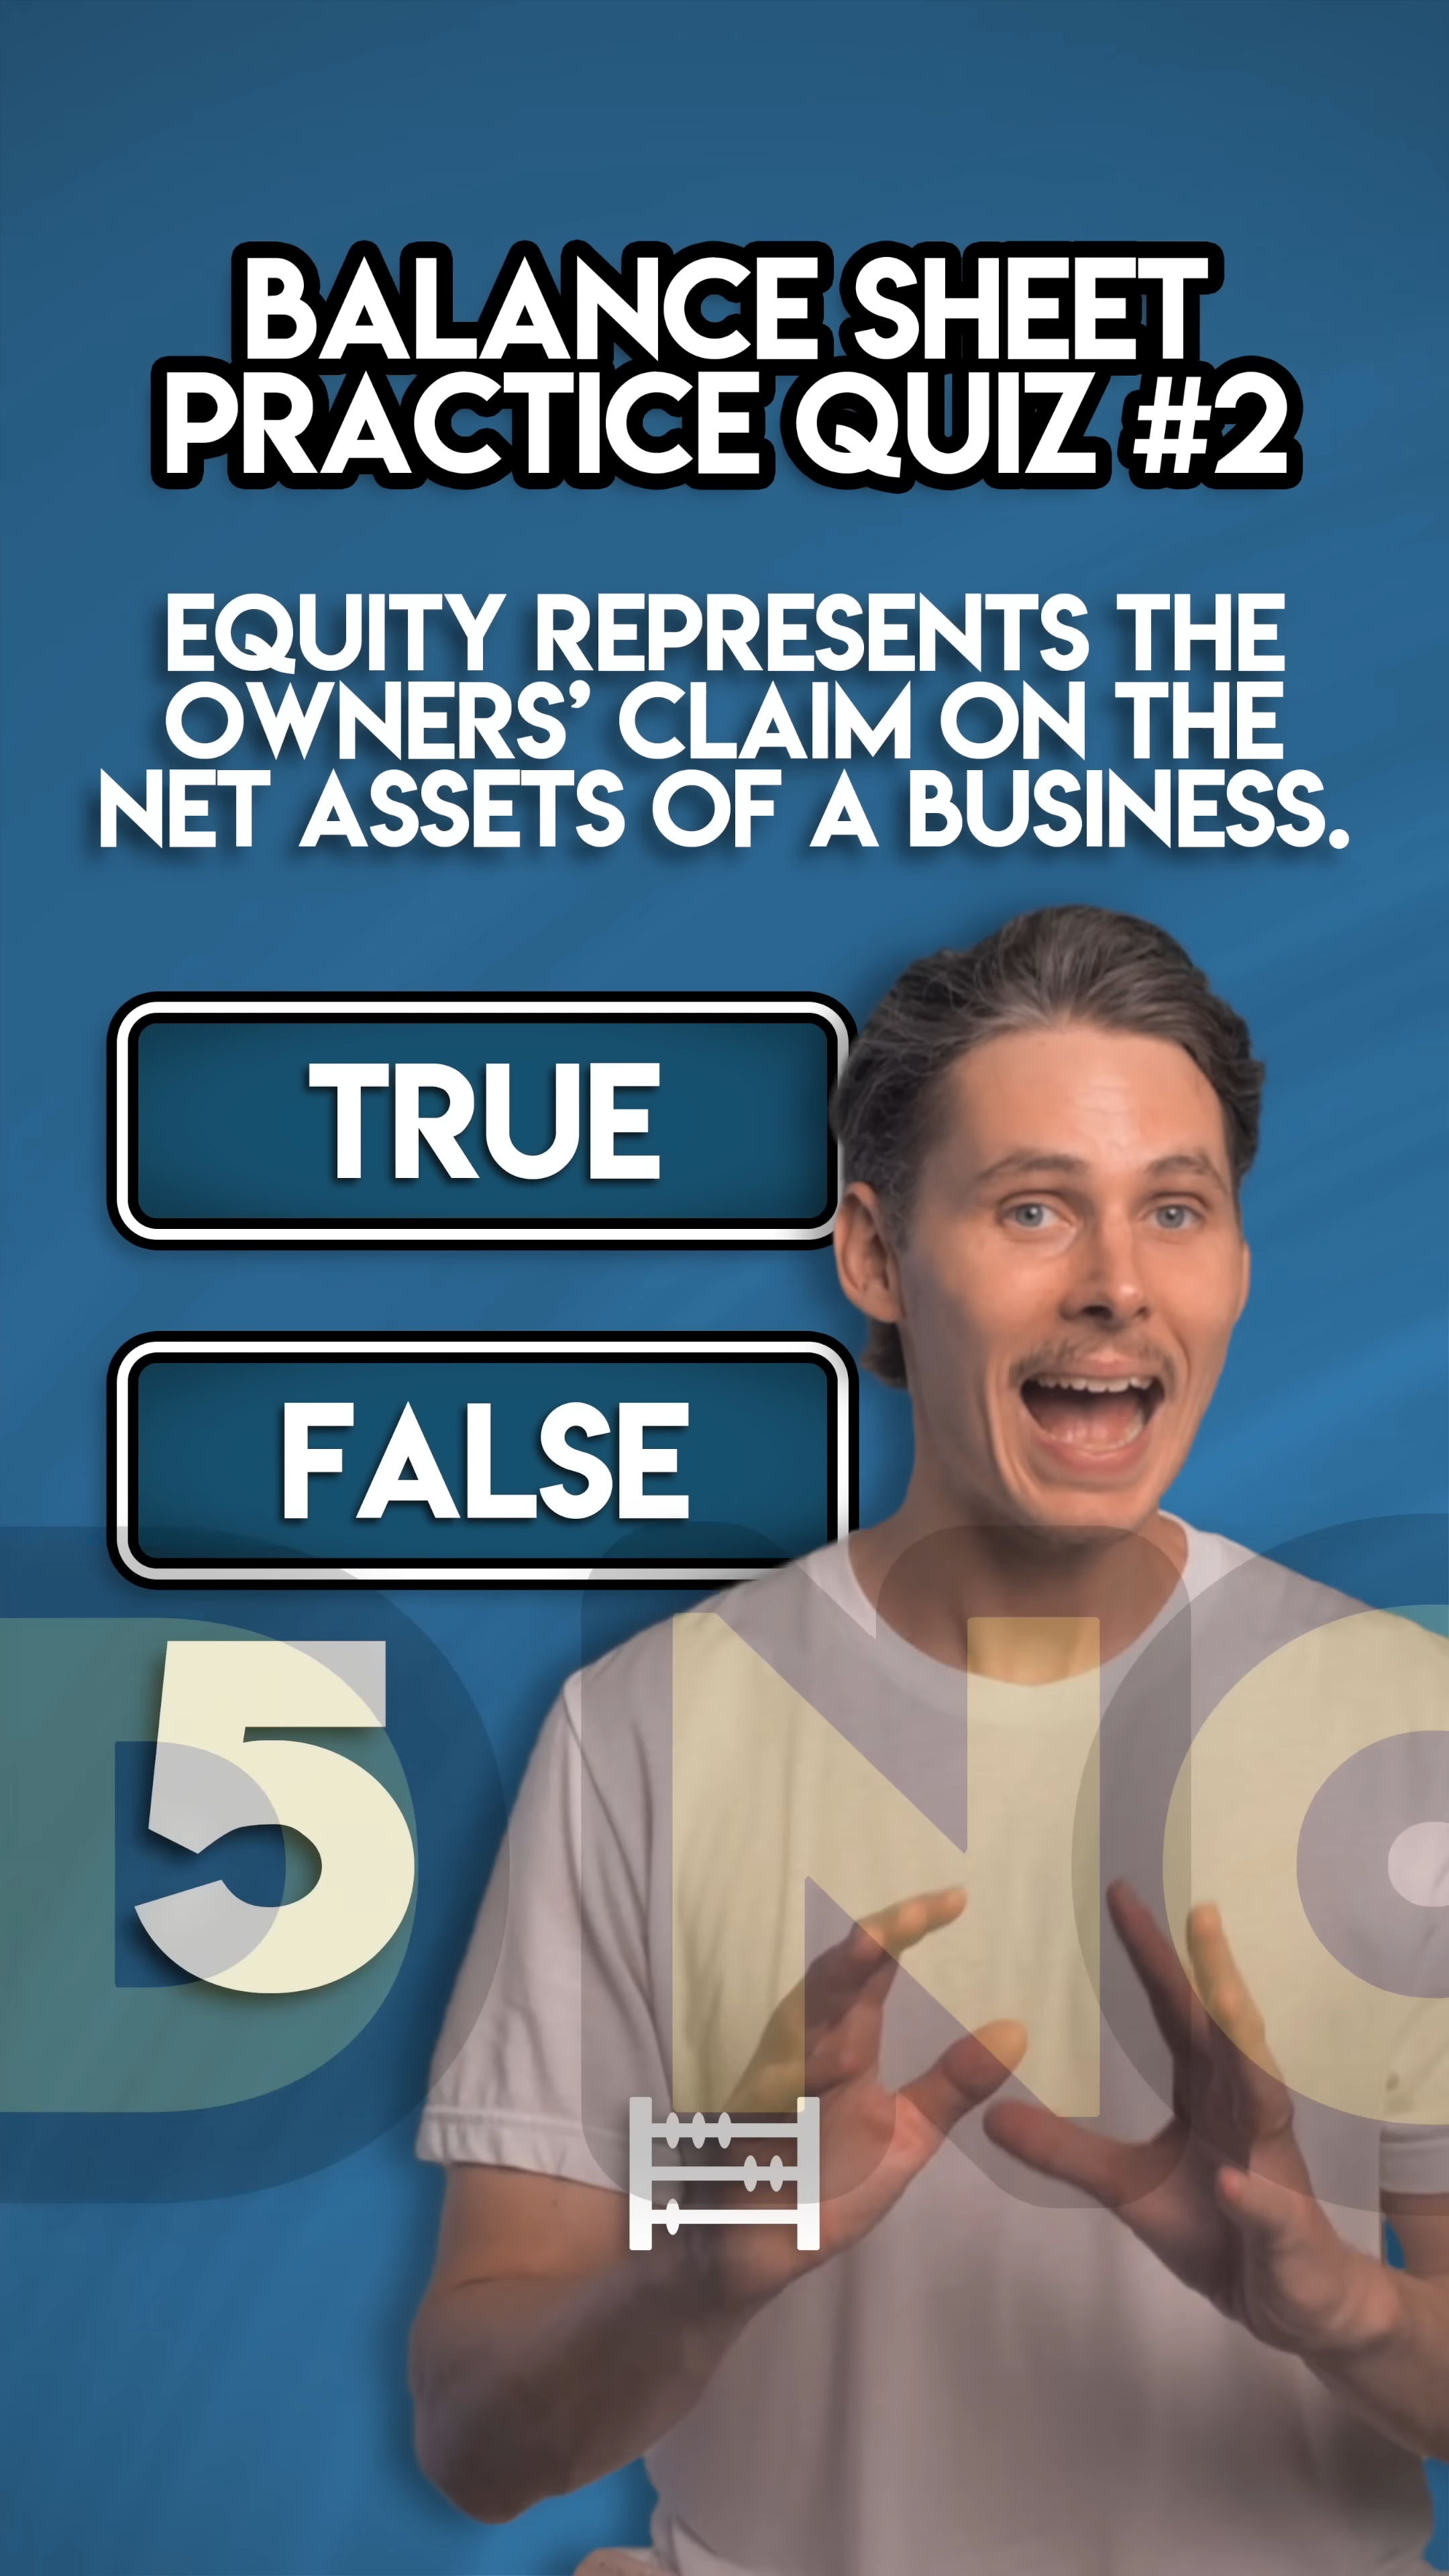 BALANCE SHEET
PRACTICE QUIZ #2
EQUITY REPRESENTS THE
OWNERS’ CLAIM ON THE
NET ASSETS OF A BUSINESS.
TRUE
FALSE
5